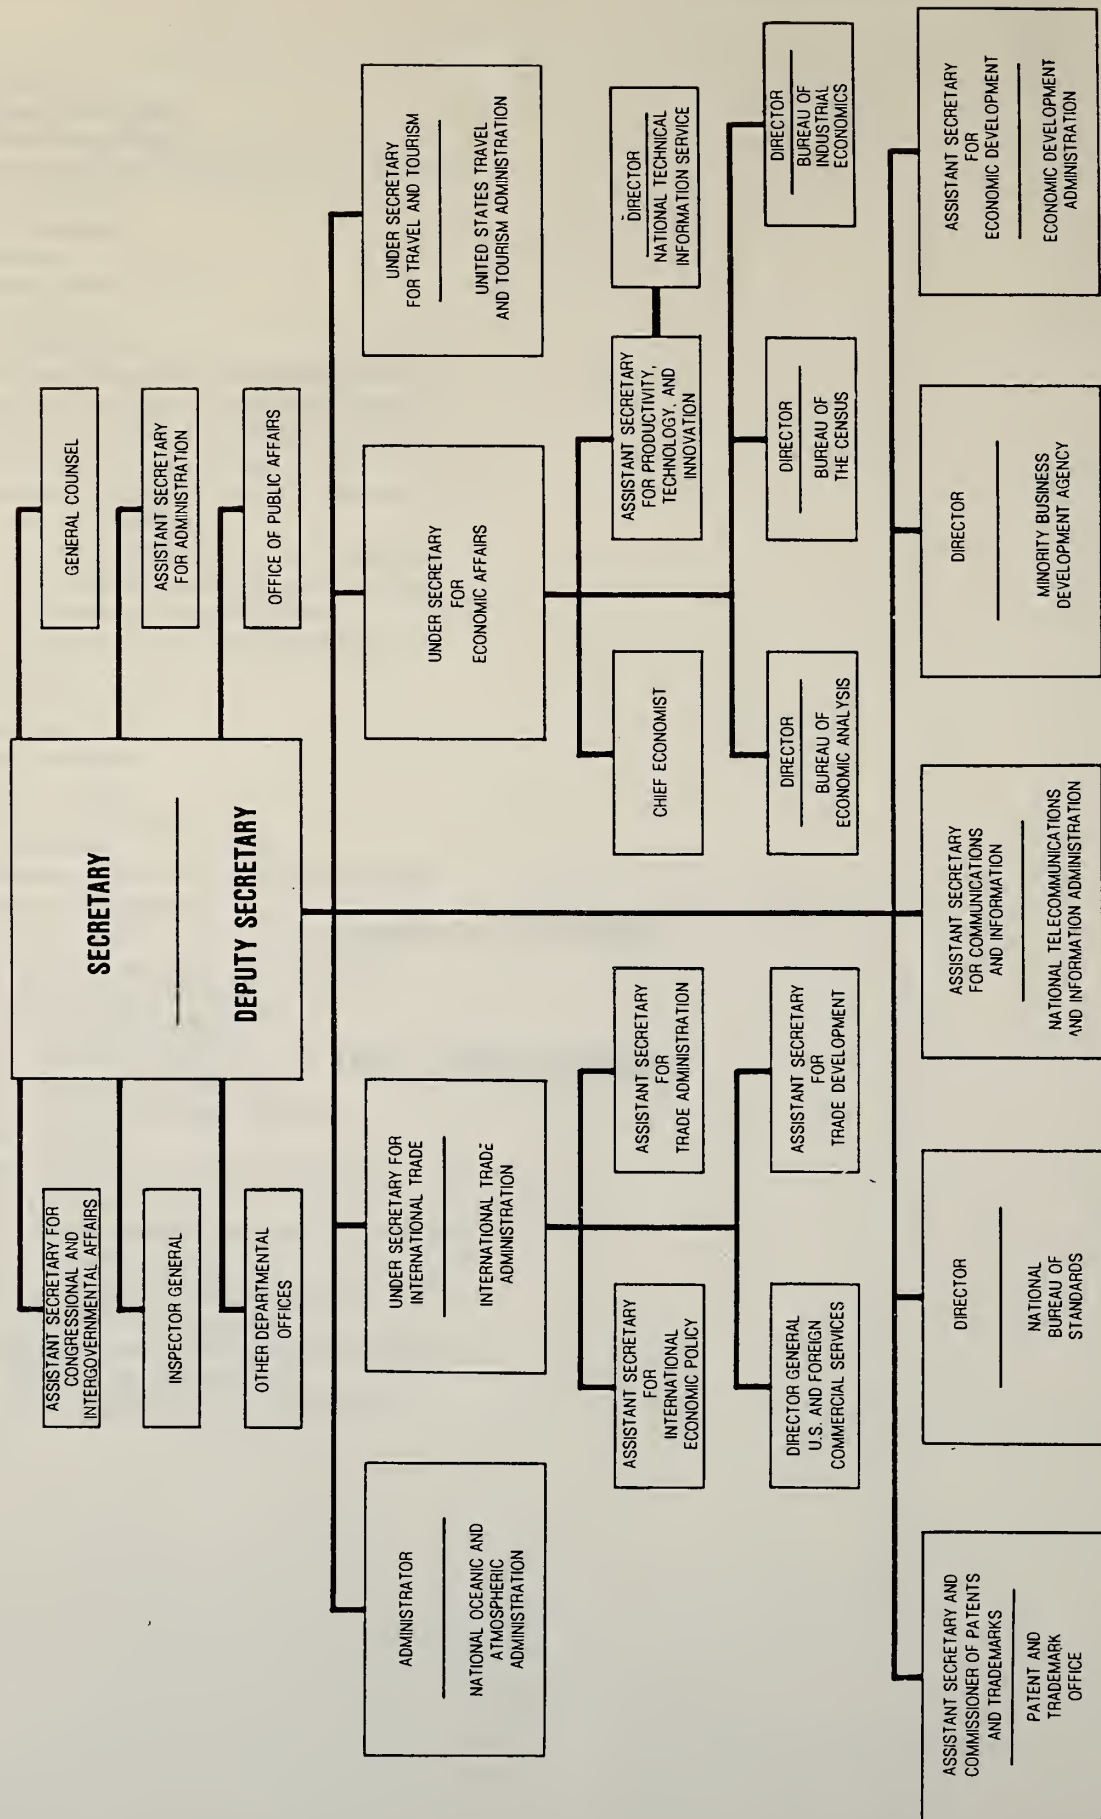 SECRETARY
DEPUTY SECRETARY
ASSISTANT SECRETARY FOR
CONGRESSIONAL AND
INTERGOVERNMENTAL AFFAIRS
INSPECTOR GENERAL
OTHER DEPARTMENTAL
OFFICES
GENERAL COUNSEL
ASSISTANT SECRETARY
FOR ADMINISTRATION
OFFICE OF PUBLIC AFFAIRS
ADMINISTRATOR
NATIONAL OCEANIC AND
ATMOSPHERIC
ADMINISTRATION
UNDER SECRETARY FOR
INTERNATIONAL TRADE
INTERNATIONAL TRADE
ADMINISTRATION
UNDER SECRETARY
FOR
ECONOMIC AFFAIRS
UNDER SECRETARY
FOR TRAVEL AND TOURISM
UNITED STATES TRAVEL
AND TOURISM ADMINISTRATION
ASSISTANT SECRETARY
FOR
INTERNATIONAL
ECONOMIC POLICY
ASSISTANT SECRETARY
FOR
TRADE ADMINISTRATION
CHIEF ECONOMIST
ASSISTANT SECRETARY
FOR PRODUCTIVITY,
TECHNOLOGY, AND
INNOVATION
DIRECTOR
NATIONAL TECHNICAL
INFORMATION SERVICE
DIRECTOR GENERAL
U.S. AND FOREIGN
COMMERCIAL SERVICES
ASSISTANT SECRETARY
FOR
TRADE DEVELOPMENT
DIRECTOR
BUREAU OF
ECONOMIC ANALYSIS
DIRECTOR
BUREAU OF
THE CENSUS
DIRECTOR
BUREAU OF
INDUSTRIAL
ECONOMICS
ASSISTANT SECRETARY AND
COMMISSIONER OF PATENTS
AND TRADEMARKS
PATENT AND
TRADEMARK
OFFICE
DIRECTOR
NATIONAL
BUREAU OF
STANDARDS
ASSISTANT SECRETARY
FOR COMMUNICATIONS
AND INFORMATION
NATIONAL TELECOMMUNICATIONS
AND INFORMATION ADMINISTRATION
DIRECTOR
MINORITY BUSINESS
DEVELOPMENT AGENCY
ASSISTANT SECRETARY
FOR
ECONOMIC DEVELOPMENT
ECONOMIC DEVELOPMENT
ADMINISTRATION